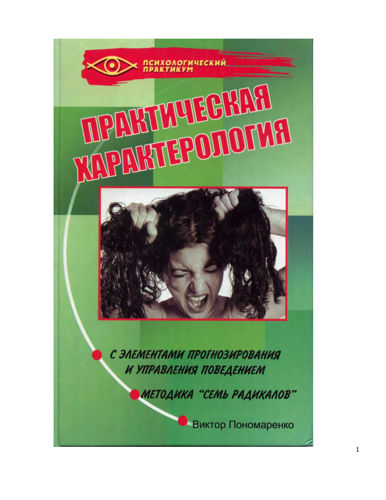 ПСИХОЛОГИЧЕСКИЙ
ПРАКТИКУМ
ПРАКТИЧЕСКАЯ
ХАРАКТЕРОЛОГИЯ
С ЭЛЕМЕНТАМИ ПРОГНОЗИРОВАНИЯ
И УПРАВЛЕНИЯ ПОВЕДЕНИЕМ
МЕТОДИКА "СЕМЬ РАДИКАЛОВ"
Виктор Пономаренко
1